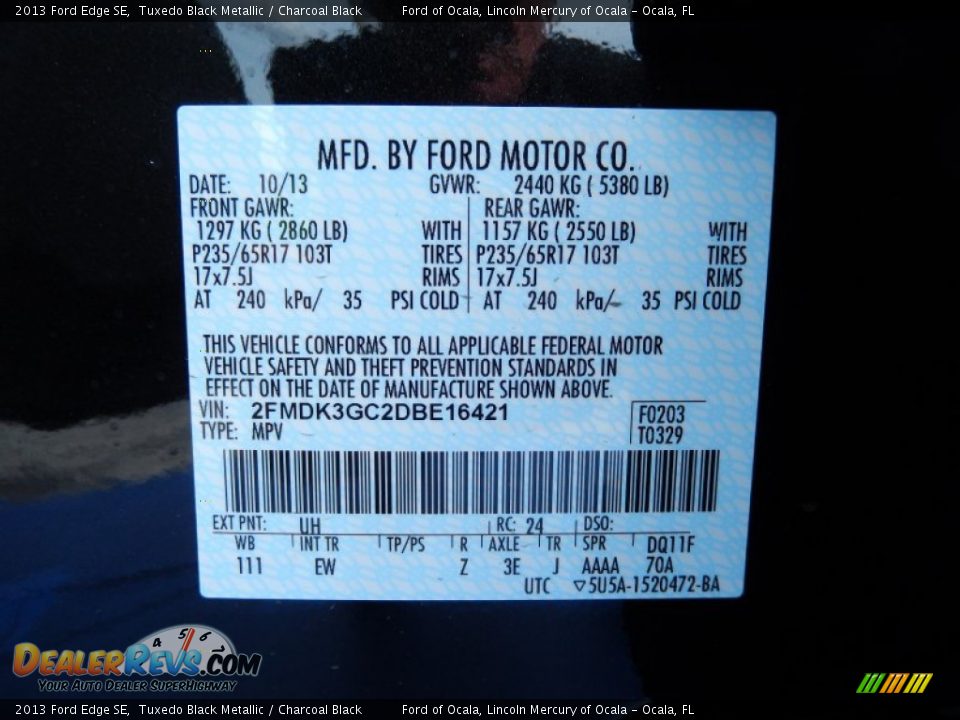 2013 Ford Edge SE, Tuxedo Black Metallic / Charcoal Black Ford of Ocala, Lincoln Mercury of Ocala - Ocala, FL
MFD. BY FORD MOTOR CO.
DATE: 10/13 GVWR: 2440 KG ( 5380 LB)
FRONT GAWR: REAR GAWR:
1297 KG ( 2860 LB) WITH 1157 KG ( 2550 LB) WITH
P235/65R17 103T TIRES P235/65R17 103T TIRES
17x7.5J RIMS 17x7.5J RIMS
AT 240 kPa/ 35 PSI COLD AT 240 kPa/ 35 PSI COLD
THIS VEHICLE CONFORMS TO ALL APPLICABLE FEDERAL MOTOR
VEHICLE SAFETY AND THEFT PREVENTION STANDARDS IN
EFFECT ON THE DATE OF MANUFACTURE SHOWN ABOVE.
VIN: 2FMDK3GC2DBE16421 F0203
TYPE: MPV T0329
EXT PNT: UH RC: 24 DSO:
WB INT TR TP/PS R AXLE TR SPR DQ11F
111 EW Z 3E J AAAA 70A
UTC ▽5U5A-1520472-BA
4 5 6
DEALERREVS.COM
Your Auto Dealer SuperHighway
2013 Ford Edge SE, Tuxedo Black Metallic / Charcoal Black Ford of Ocala, Lincoln Mercury of Ocala - Ocala, FL